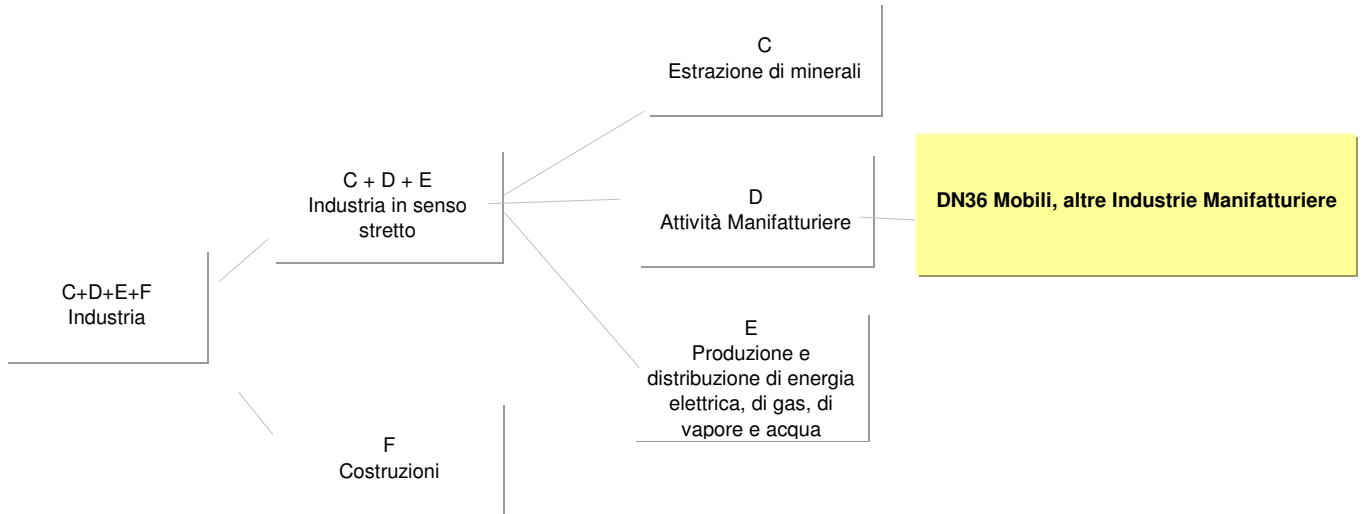 C
Estrazione di minerali
C + D + E
Industria in senso
stretto
D
Attività Manifatturiere
DN36 Mobili, altre Industrie Manifatturiere
C+D+E+F
Industria
E
Produzione e
distribuzione di energia
elettrica, di gas, di
vapore e acqua
F
Costruzioni